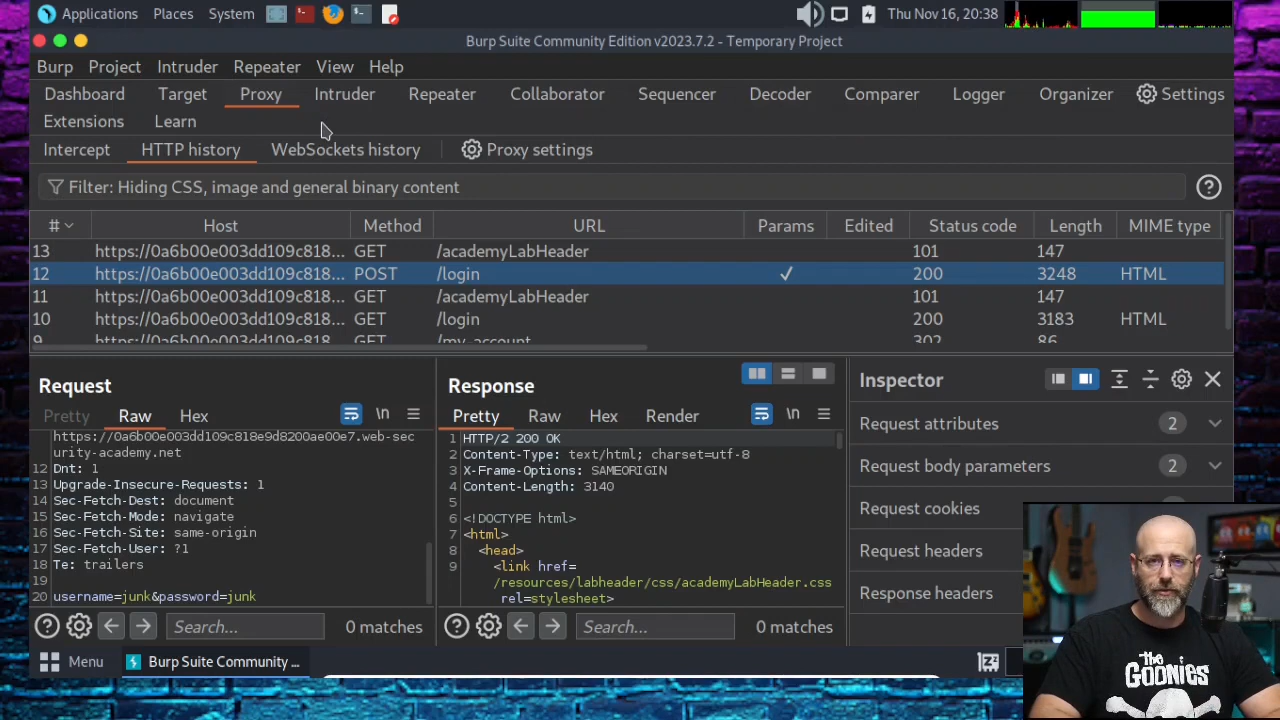 Applications Places System Thu Nov 16, 20:38
Burp Suite Community Edition v2023.7.2 - Temporary Project
Burp Project Intruder Repeater View Help
Dashboard Target Proxy Intruder Repeater Collaborator Sequencer Decoder Comparer Logger Organizer Settings
Extensions Learn
Intercept HTTP history WebSockets history Proxy settings
Filter: Hiding CSS, image and general binary content
# Host Method URL Params Edited Status code Length MIME type
13 https://0a6b00e003dd109c818... GET /academyLabHeader 101 147
12 https://0a6b00e003dd109c818... POST /login ✓ 200 3248 HTML
11 https://0a6b00e003dd109c818... GET /academyLabHeader 101 147
10 https://0a6b00e003dd109c818... GET /login 200 3183 HTML
9 https://0a6b00e003dd109c818... GET /my-account 302 86
Request
Pretty Raw Hex \n
https://0a6b00e003dd109c818e9d8200ae00e7.web-sec
urity-academy.net
12 Dnt: 1
13 Upgrade-Insecure-Requests: 1
14 Sec-Fetch-Dest: document
15 Sec-Fetch-Mode: navigate
16 Sec-Fetch-Site: same-origin
17 Sec-Fetch-User: ?1
18 Te: trailers
19
20 username=junk&password=junk
Search... 0 matches
Response
Pretty Raw Hex Render \n
1 HTTP/2 200 OK
2 Content-Type: text/html; charset=utf-8
3 X-Frame-Options: SAMEORIGIN
4 Content-Length: 3140
5
6 <!DOCTYPE html>
7 <html>
8 <head>
9 <link href=
/resources/labheader/css/academyLabHeader.css
rel=stylesheet>
Search... 0 matches
Inspector
Request attributes 2
Request body parameters 2
Request cookies
Request headers
Response headers
Menu Burp Suite Community ...
THE
GOONIES